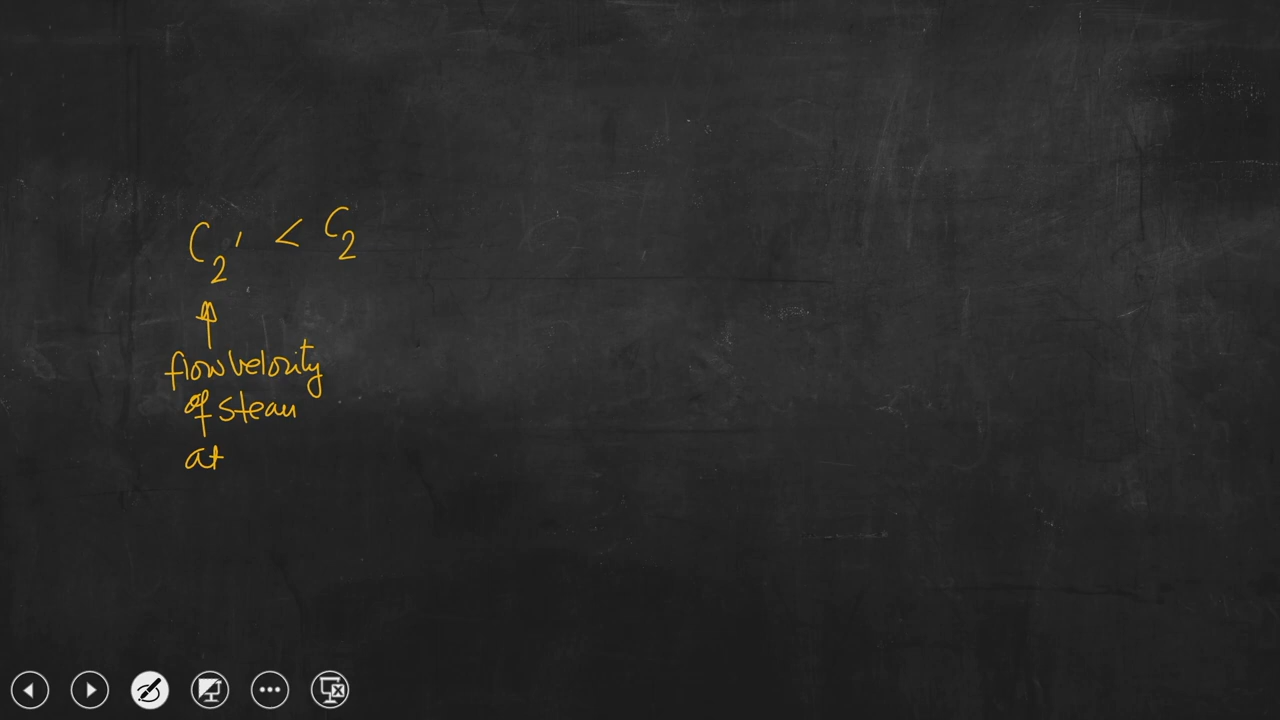 C₂' < C₂
↑
flow velocity
of steam
at